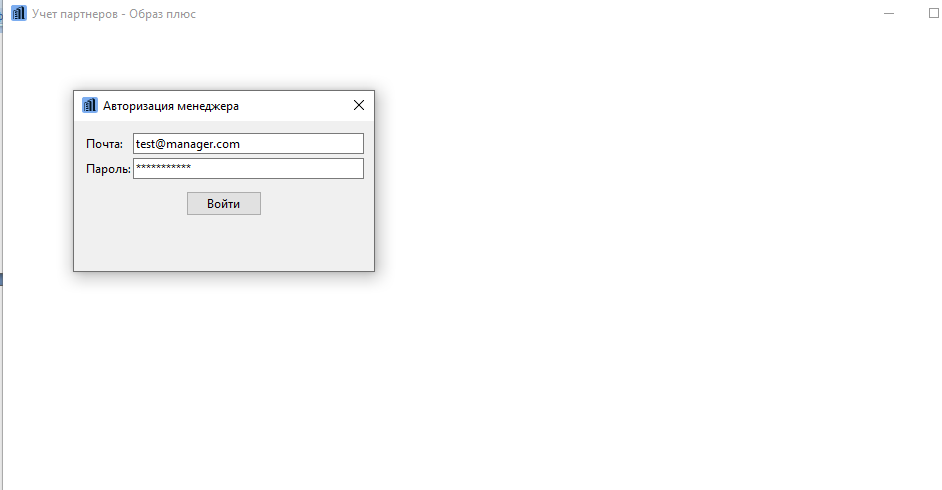 Учет партнеров - Образ плюс
Авторизация менеджера
Почта: test@manager.com
Пароль: ***********
Войти